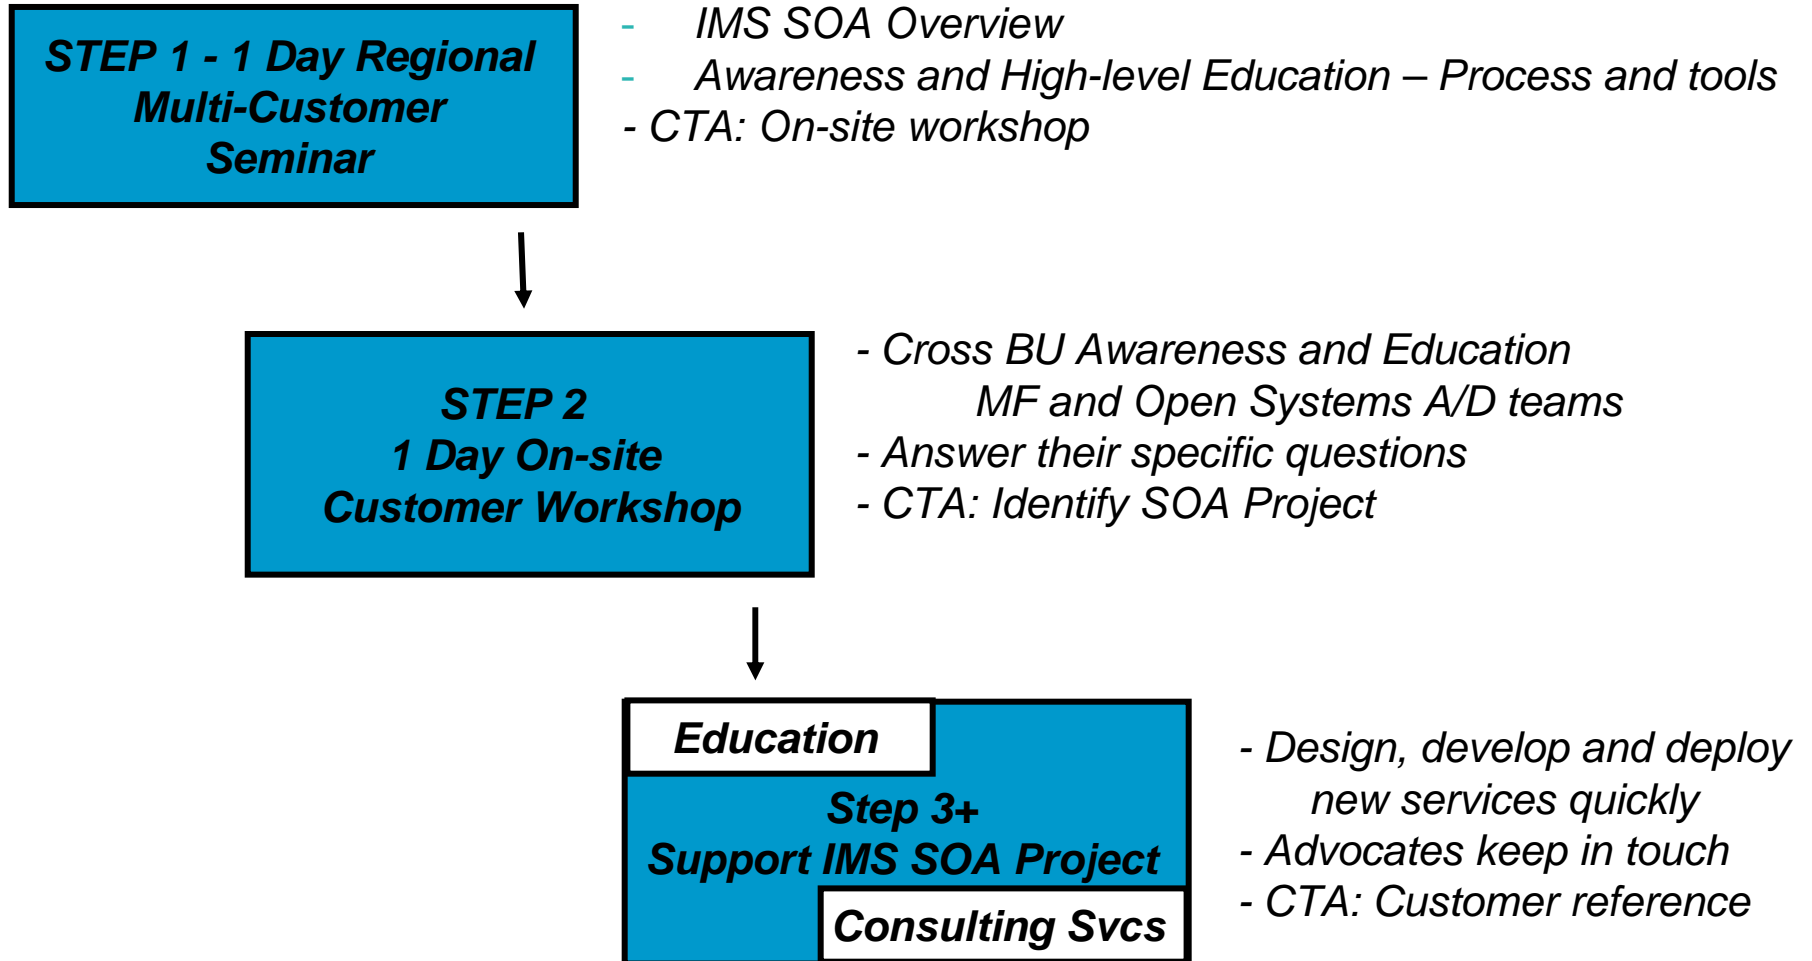 STEP 1 - 1 Day Regional
Multi-Customer
Seminar
- IMS SOA Overview
- Awareness and High-level Education – Process and tools
- CTA: On-site workshop
STEP 2
1 Day On-site
Customer Workshop
- Cross BU Awareness and Education
MF and Open Systems A/D teams
- Answer their specific questions
- CTA: Identify SOA Project
Education
Step 3+
Support IMS SOA Project
Consulting Svcs
- Design, develop and deploy
new services quickly
- Advocates keep in touch
- CTA: Customer reference